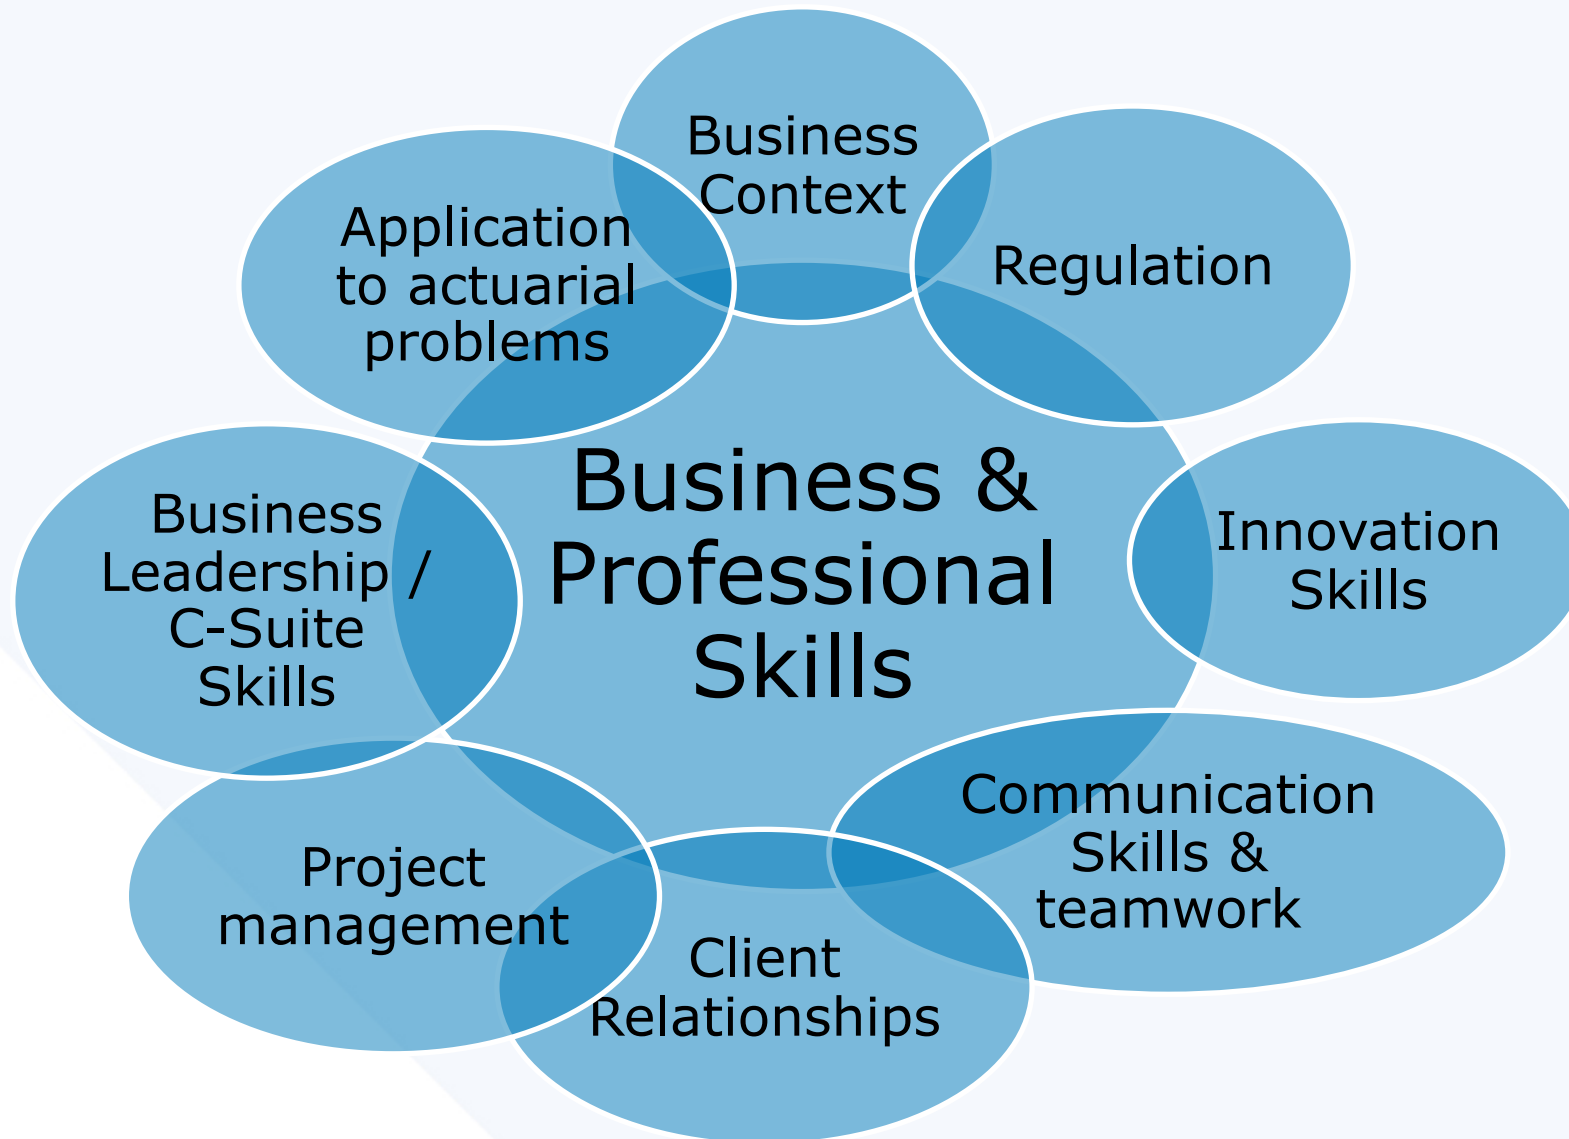 Business
Context
Regulation
Application
to actuarial
problems
Business &
Professional
Skills
Innovation
Skills
Business
Leadership /
C-Suite
Skills
Communication
Skills &
teamwork
Project
management
Client
Relationships